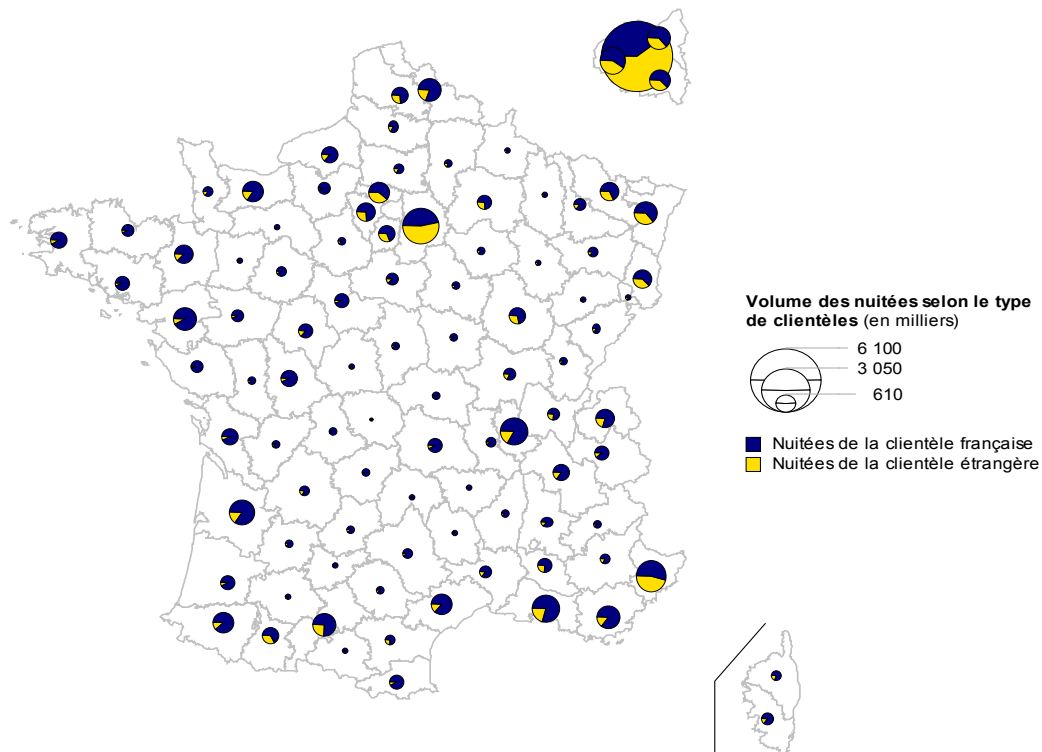 Volume des nuitées selon le type
de clientèles (en milliers)
6 100
3 050
610
Nuitées de la clientèle française
Nuitées de la clientèle étrangère